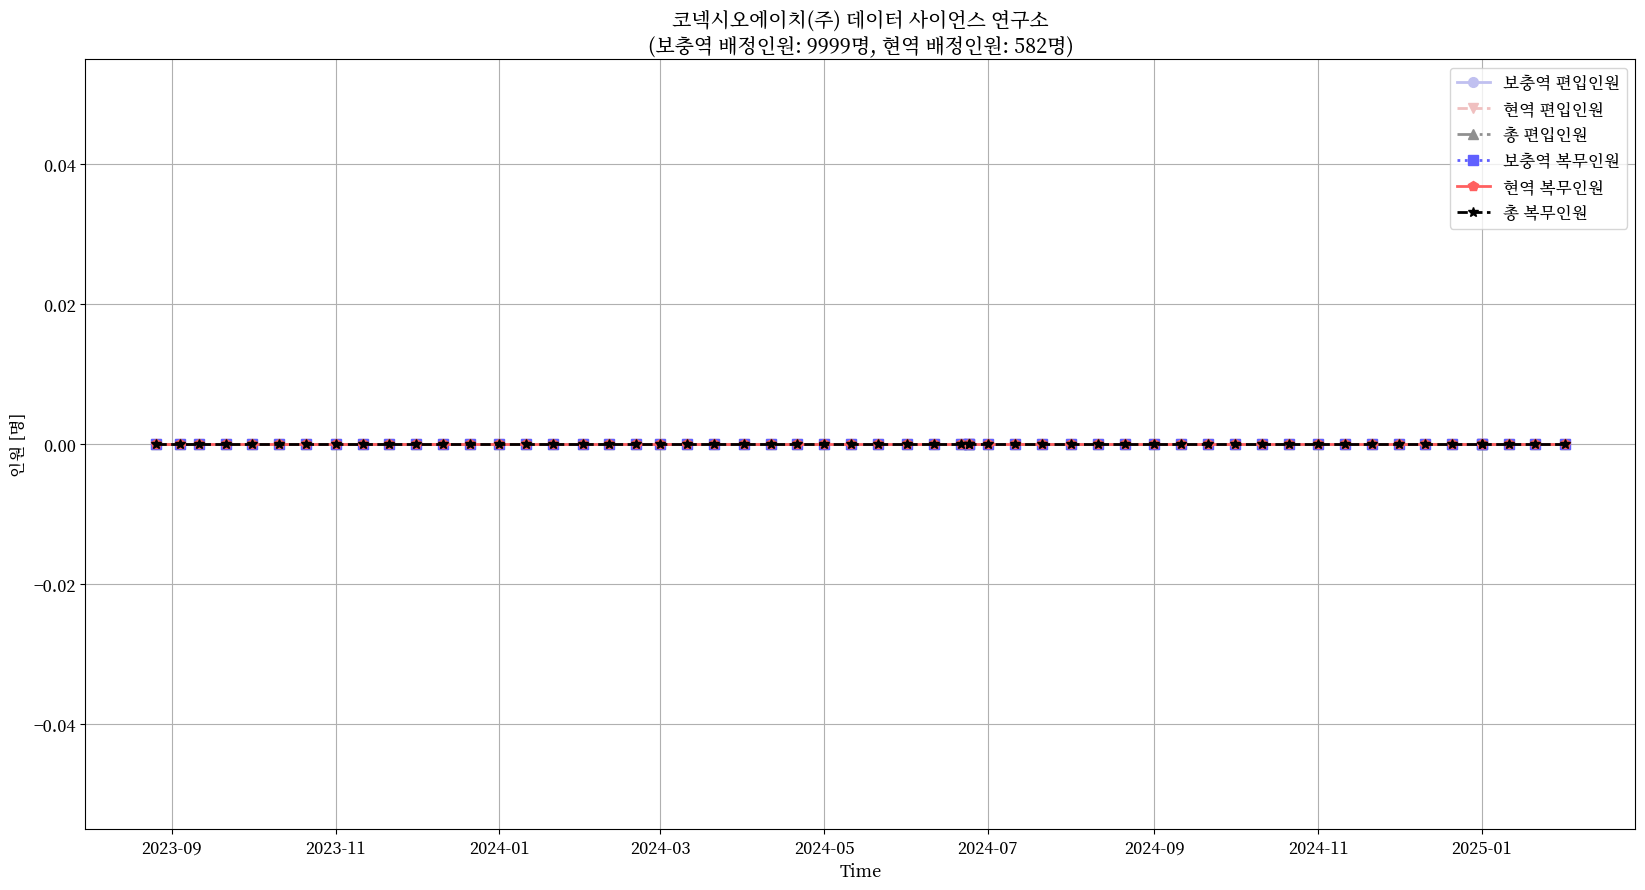 코넥시오에이치(주) 데이터 사이언스 연구소
(보충역 배정인원: 9999명, 현역 배정인원: 582명)
보충역 편입인원
현역 편입인원
총 편입인원
보충역 복무인원
현역 복무인원
총 복무인원
인원 [명]
0.04
0.02
0.00
−0.02
−0.04
2023-09 2023-11 2024-01 2024-03 2024-05 2024-07 2024-09 2024-11 2025-01
Time